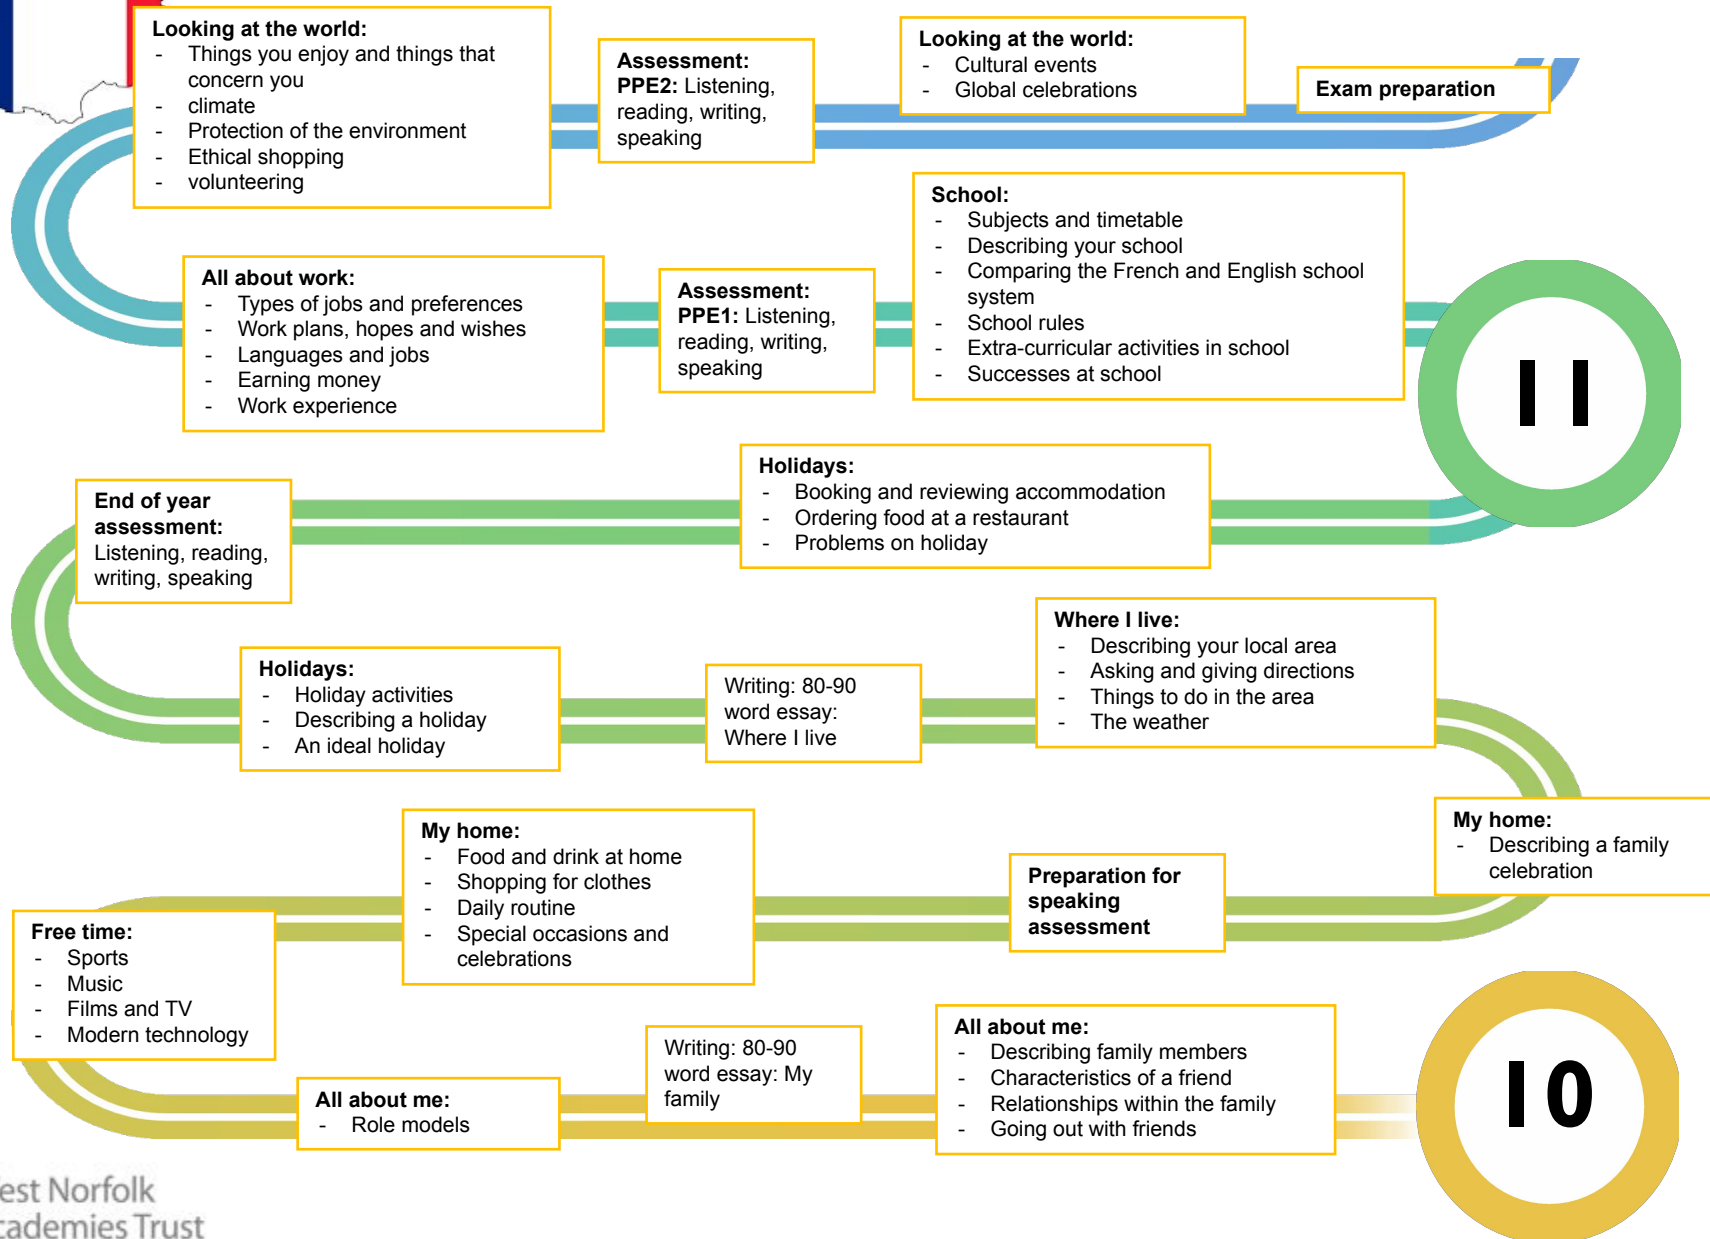 Looking at the world:
- Things you enjoy and things that
concern you
- climate
- Protection of the environment
- Ethical shopping
- volunteering
Assessment:
PPE2: Listening,
reading, writing,
speaking
Looking at the world:
- Cultural events
- Global celebrations
Exam preparation
All about work:
- Types of jobs and preferences
- Work plans, hopes and wishes
- Languages and jobs
- Earning money
- Work experience
Assessment:
PPE1: Listening,
reading, writing,
speaking
School:
- Subjects and timetable
- Describing your school
- Comparing the French and English school
system
- School rules
- Extra-curricular activities in school
- Successes at school
11
End of year
assessment:
Listening, reading,
writing, speaking
Holidays:
- Booking and reviewing accommodation
- Ordering food at a restaurant
- Problems on holiday
Holidays:
- Holiday activities
- Describing a holiday
- An ideal holiday
Writing: 80-90
word essay:
Where I live
Where I live:
- Describing your local area
- Asking and giving directions
- Things to do in the area
- The weather
My home:
- Describing a family
celebration
My home:
- Food and drink at home
- Shopping for clothes
- Daily routine
- Special occasions and
celebrations
Preparation for
speaking
assessment
Free time:
- Sports
- Music
- Films and TV
- Modern technology
All about me:
- Role models
Writing: 80-90
word essay: My
family
All about me:
- Describing family members
- Characteristics of a friend
- Relationships within the family
- Going out with friends
10
est Norfolk
cademies Trust